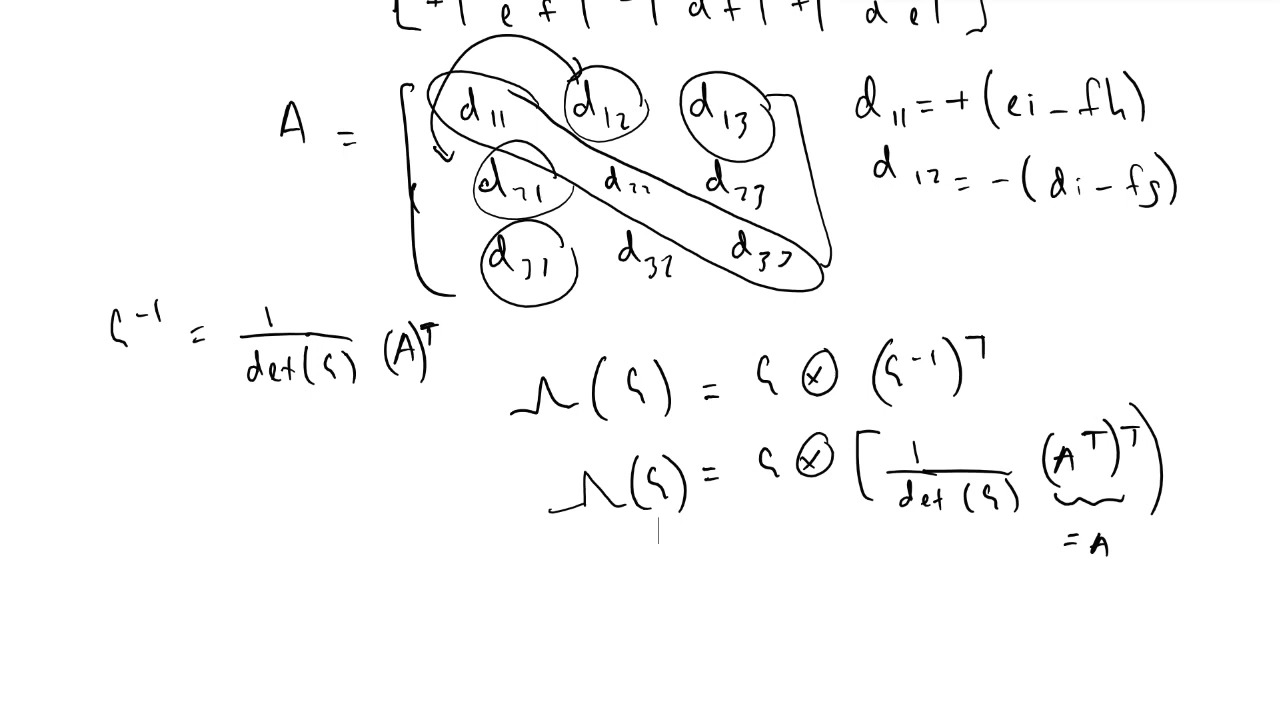 [ + | e f | - | d f | + | d e | ]
A = [ d11 d12 d13
d21 d22 d23
d31 d32 d33 ]
d11 = + (ei - fh)
d12 = - (di - fg)
G^-1 = 1/det(G) (A)^T
Λ(G) = G ⊗ (G^-1)^T
Λ(G) = G ⊗ [ 1/det(G) (A^T)^T )
= A